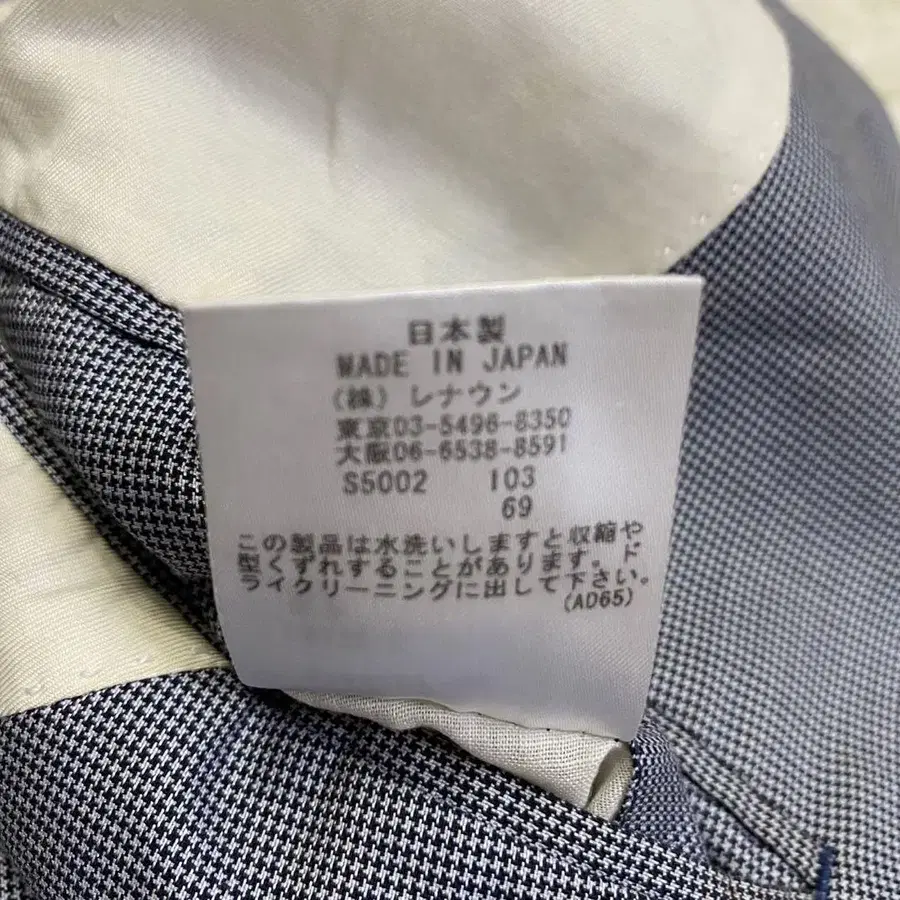 日本製
MADE IN JAPAN
(株) レナウン
東京03-5496-8350
大阪06-6538-8591
S5002 103
69
この製品は水洗いしますと収縮や
型くずれすることがあります。ド
ライクリーニングに出して下さい。
(AD65)